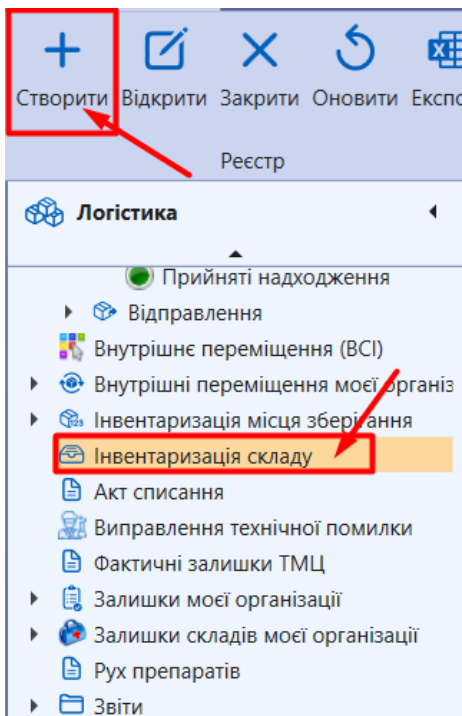 Створити Відкрити Закрити Оновити Експо
Реєстр
Логістика
Прийняті надходження
Відправлення
Внутрішнє переміщення (ВСІ)
Внутрішні переміщення моєї організ
Інвентаризація місця зберігання
Інвентаризація складу
Акт списання
Виправлення технічної помилки
Фактичні залишки ТМЦ
Залишки моєї організації
Залишки складів моєї організації
Рух препаратів
Звіти